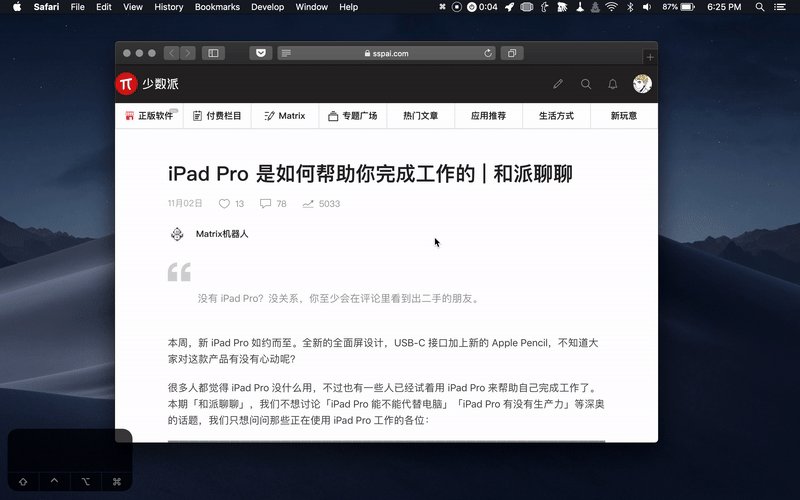 Safari File Edit View History Bookmarks Develop Window Help 0:04 87% 6:25 PM
sspai.com
少数派
正版软件 付费栏目 Matrix 专题广场 热门文章 应用推荐 生活方式 新玩意
iPad Pro 是如何帮助你完成工作的 | 和派聊聊
11月02日 13 78 5033
Matrix机器人
没有 iPad Pro？没关系，你至少会在评论里看到出二手的朋友。
本周，新 iPad Pro 如约而至。全新的全面屏设计，USB-C 接口加上新的 Apple Pencil，不知道大
家对这款产品有没有心动呢？
很多人都觉得 iPad Pro 没什么用，不过也有一些人已经试着用 iPad Pro 来帮助自己完成工作了。
本期「和派聊聊」，我们不想讨论「iPad Pro 能不能代替电脑」「iPad Pro 有没有生产力」等深奥
的话题，我们只想问问那些正在使用 iPad Pro 工作的各位：